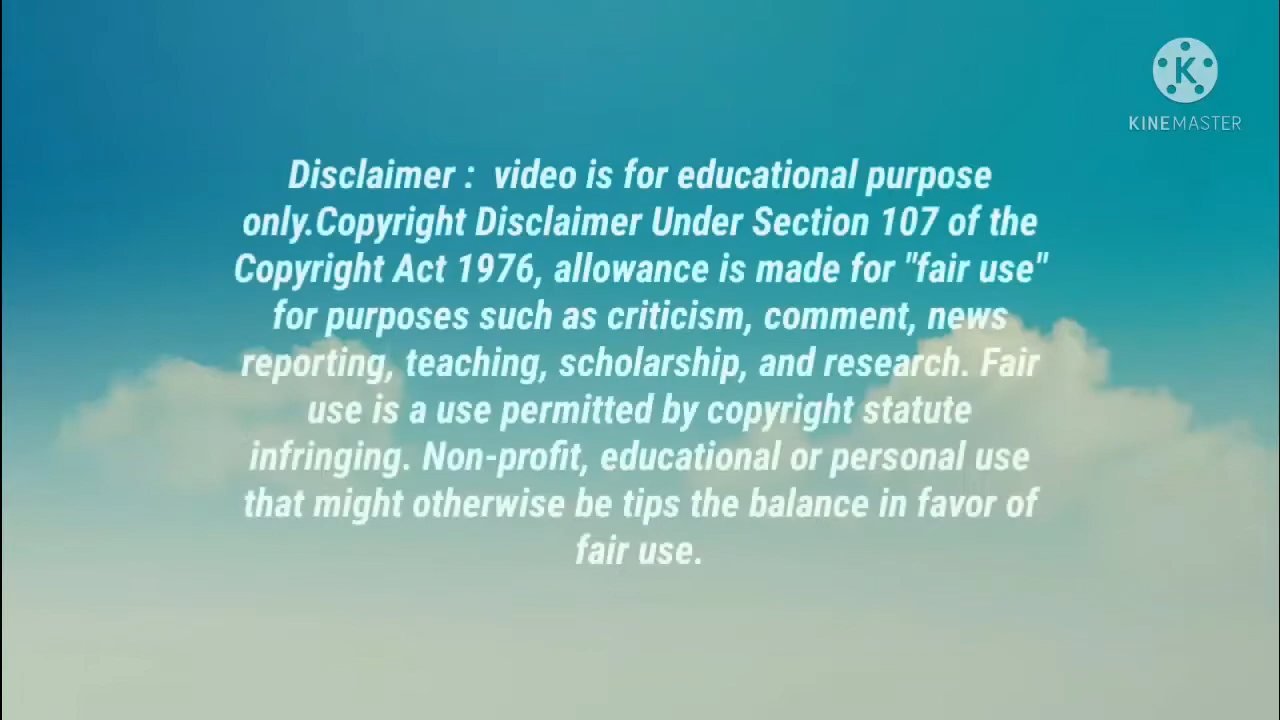 K
KINEMASTER
Disclaimer :  video is for educational purpose
only.Copyright Disclaimer Under Section 107 of the
Copyright Act 1976, allowance is made for "fair use"
for purposes such as criticism, comment, news
reporting, teaching, scholarship, and research. Fair
use is a use permitted by copyright statute
infringing. Non-profit, educational or personal use
that might otherwise be tips the balance in favor of
fair use.